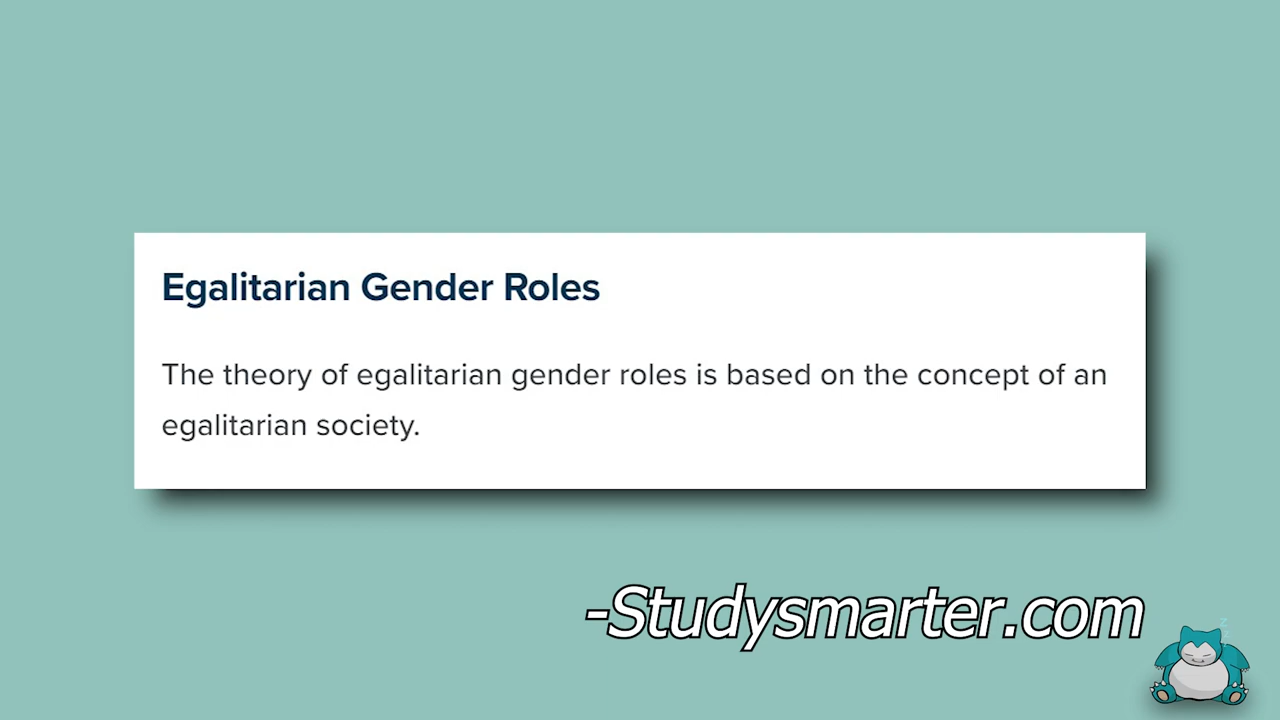 Egalitarian Gender Roles
The theory of egalitarian gender roles is based on the concept of an
egalitarian society.
-Studysmarter.com
z
z